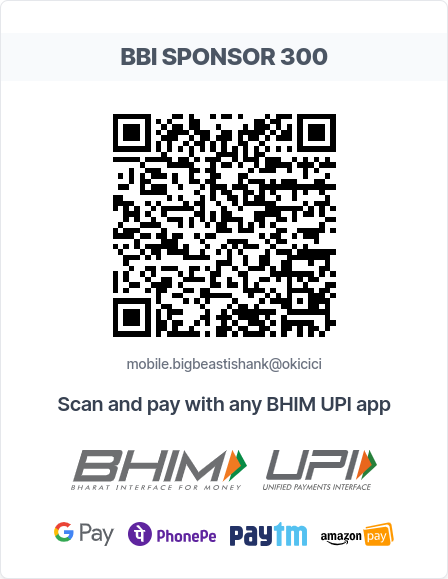 BBI SPONSOR 300
mobile.bigbeastishank@okicici
Scan and pay with any BHIM UPI app
BHIM UPI
BHARAT INTERFACE FOR MONEY UNIFIED PAYMENTS INTERFACE
G Pay PhonePe paytm amazon pay